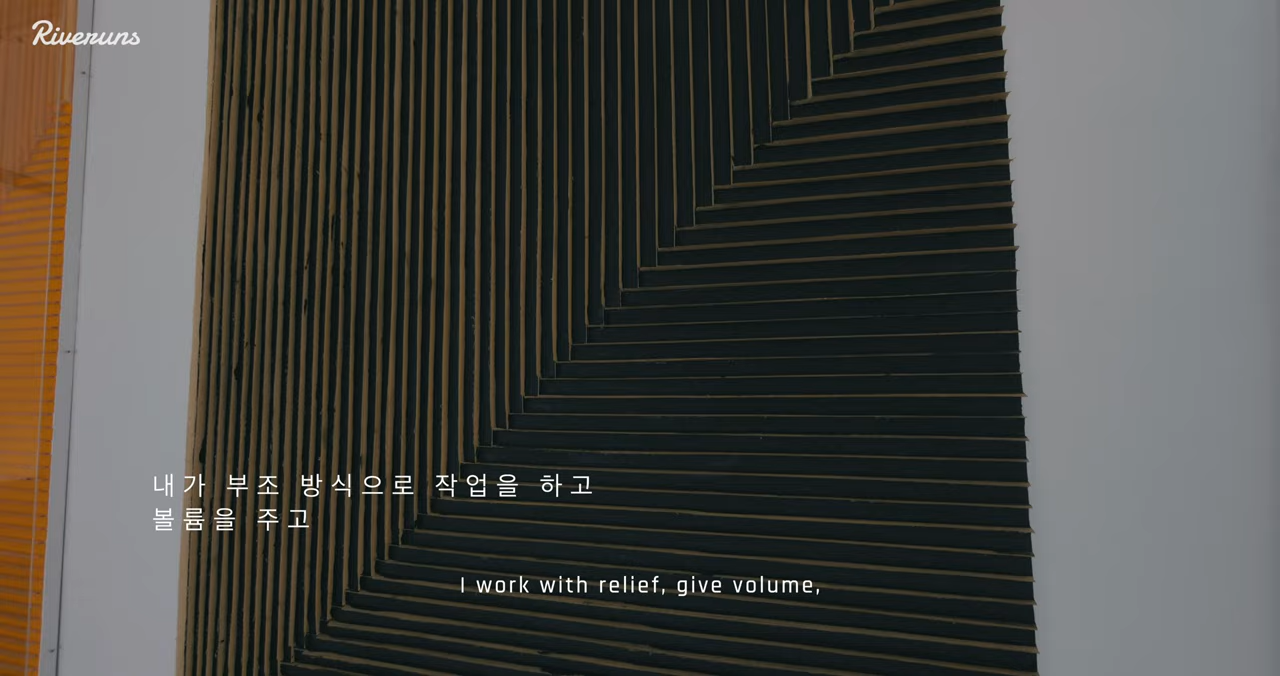 Riveruns
내가 부조 방식으로 작업을 하고
볼륨을 주고
I work with relief, give volume,